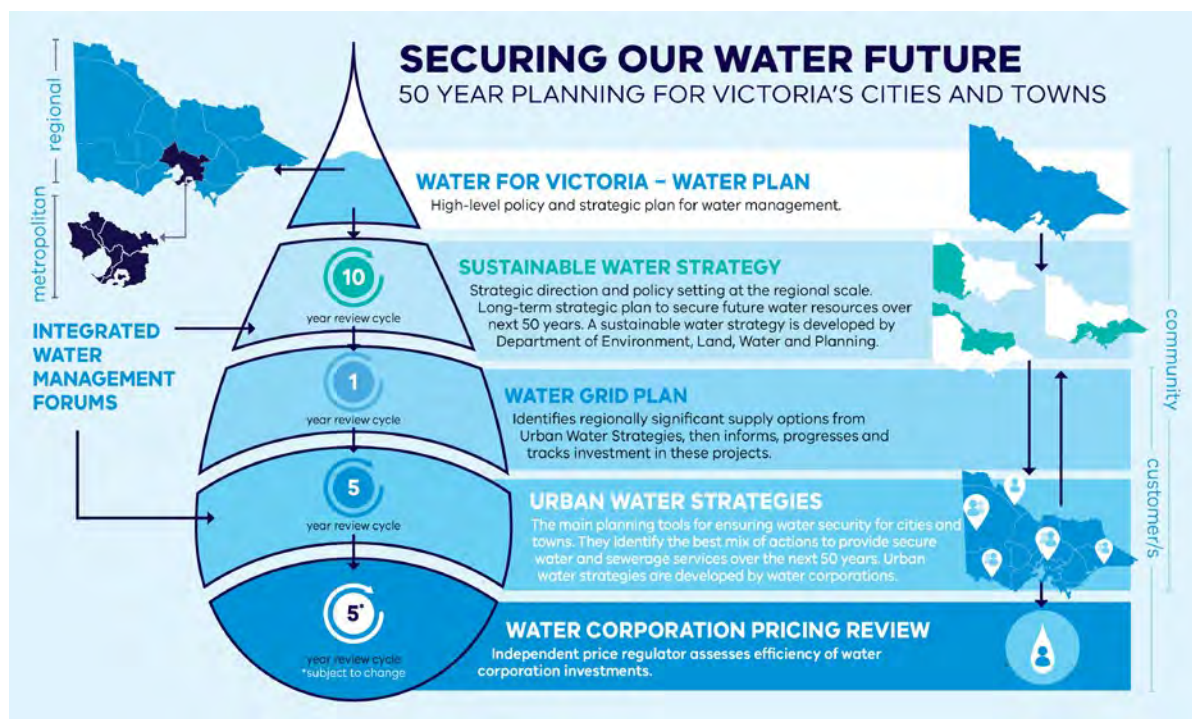 SECURING OUR WATER FUTURE
50 YEAR PLANNING FOR VICTORIA'S CITIES AND TOWNS
regional
metropolitan
WATER FOR VICTORIA – WATER PLAN
High-level policy and strategic plan for water management.
10
year review cycle
SUSTAINABLE WATER STRATEGY
Strategic direction and policy setting at the regional scale.
Long-term strategic plan to secure future water resources over
next 50 years. A sustainable water strategy is developed by
Department of Environment, Land, Water and Planning.
INTEGRATED
WATER
MANAGEMENT
FORUMS
1
year review cycle
WATER GRID PLAN
Identifies regionally significant supply options from
Urban Water Strategies, then informs, progresses and
tracks investment in these projects.
5
year review cycle
URBAN WATER STRATEGIES
The main planning tools for ensuring water security for cities and
towns. They identify the best mix of actions to provide secure
water and sewerage services over the next 50 years. Urban
water strategies are developed by water corporations.
5*
year review cycle
*subject to change
WATER CORPORATION PRICING REVIEW
Independent price regulator assesses efficiency of water
corporation investments.
community
customer's